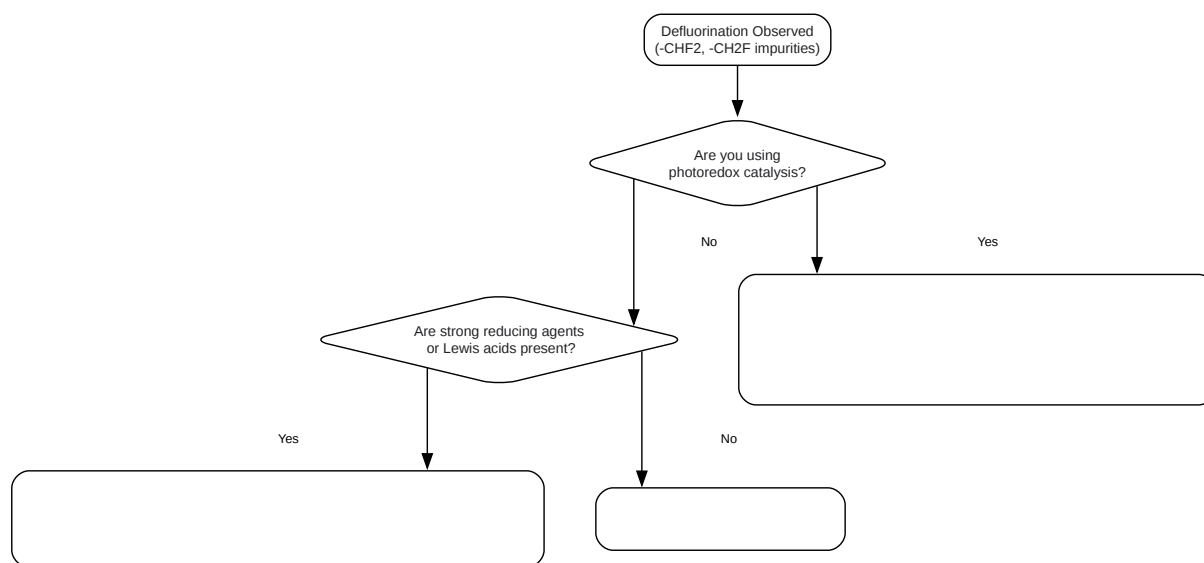 Defluorination Observed
(-CHF2, -CH2F impurities)
Are you using
photoredox catalysis?
No
Yes
Are strong reducing agents
or Lewis acids present?
Yes
No